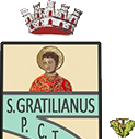 S. GRATILIANUS
P. C. T.